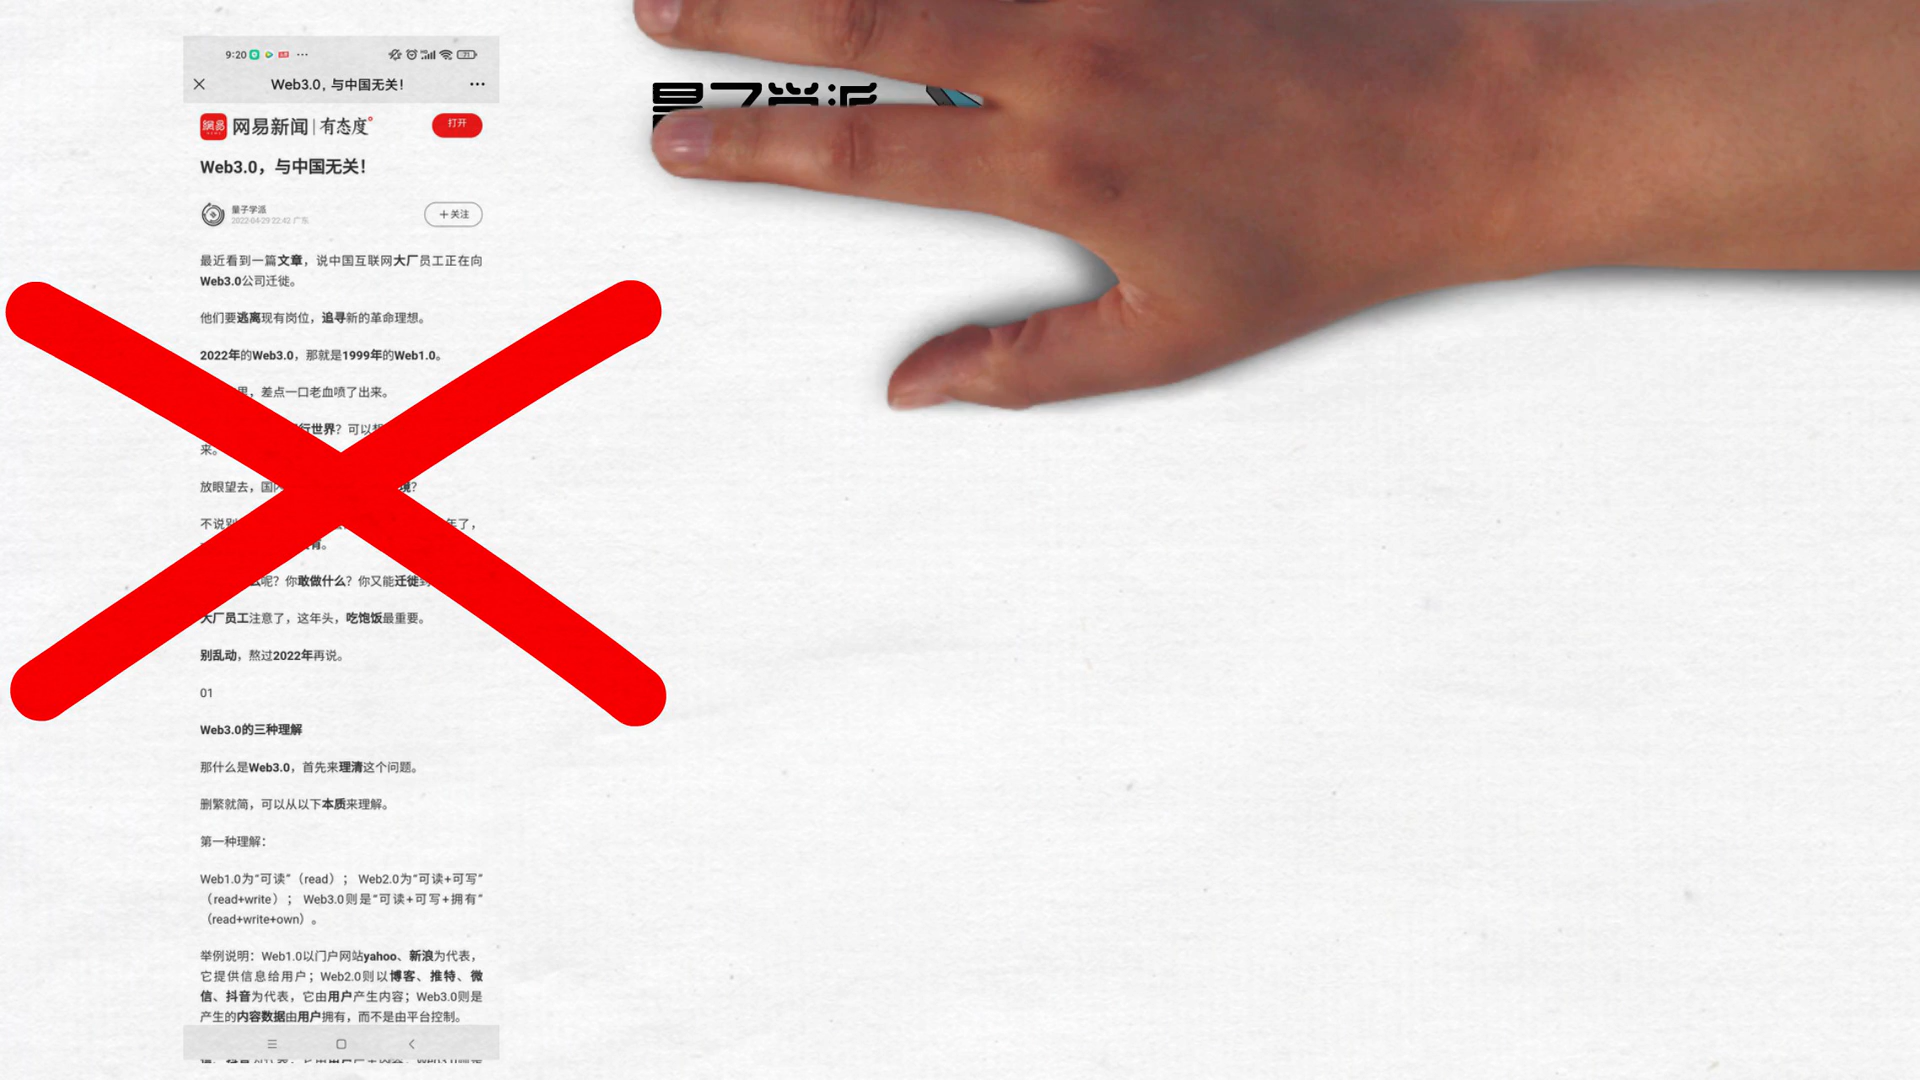 9:20
Web3.0，与中国无关！
網易
网易新闻 | 有态度°
打开
Web3.0，与中国无关！
量子学派
2022-04-29 22:42 广东
＋关注
最近看到一篇文章，说中国互联网大厂员工正在向
Web3.0公司迁徙。
他们要逃离现有岗位，追寻新的革命理想。
2022年的Web3.0，那就是1999年的Web1.0。
里，差点一口老血喷了出来。
行世界？可以
来。
放眼望去，国内 境？
不说别 年了，
育。
么呢？你敢做什么？你又能迁徙到
大厂员工注意了，这年头，吃饱饭最重要。
别乱动，熬过2022年再说。
01
Web3.0的三种理解
那什么是Web3.0，首先来理清这个问题。
删繁就简，可以从以下本质来理解。
第一种理解：
Web1.0为“可读”（read）； Web2.0为“可读+可写”
（read+write）； Web3.0则是“可读+可写+拥有”
（read+write+own）。
举例说明：Web1.0以门户网站yahoo、新浪为代表，
它提供信息给用户；Web2.0则以博客、推特、微
信、抖音为代表，它由用户产生内容；Web3.0则是
产生的内容数据由用户拥有，而不是由平台控制。